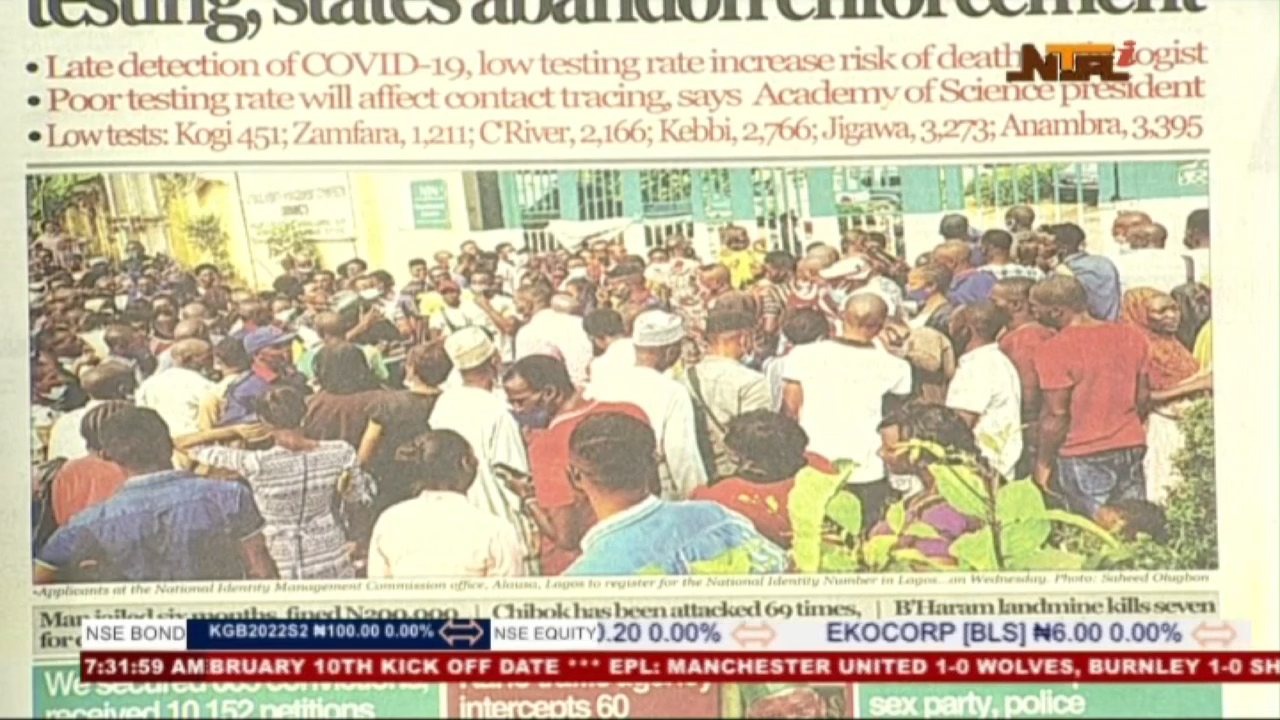 testing, states abandon enforcement
• Late detection of COVID-19, low testing rate increase risk of death
• Poor testing rate will affect contact tracing, says Academy of Science president
• Low tests: Kogi 451; Zamfara, 1,211; C'River, 2,166; Kebbi, 2,766; Jigawa, 3,273; Anambra, 3,395
NTA i
•Applicants at the National Identity Management Commission office, Alausa, Lagos to register for the National Identity Number in Lagos...on Wednesday. Photo: Saheed Olugbon
Man jailed six months, fined N200,000 | Chibok has been attacked 69 times, | B'Haram landmine kills seven
NSE BOND KGB2022S2 ₦100.00 0.00% NSE EQUITY ).20 0.00% EKOCORP [BLS] ₦6.00 0.00%
7:31:59 AM BRUARY 10TH KICK OFF DATE *** EPL: MANCHESTER UNITED 1-0 WOLVES, BURNLEY 1-0 SH
We secured convictions,
received 10,152 petitions
intercepts 60
sex party, police